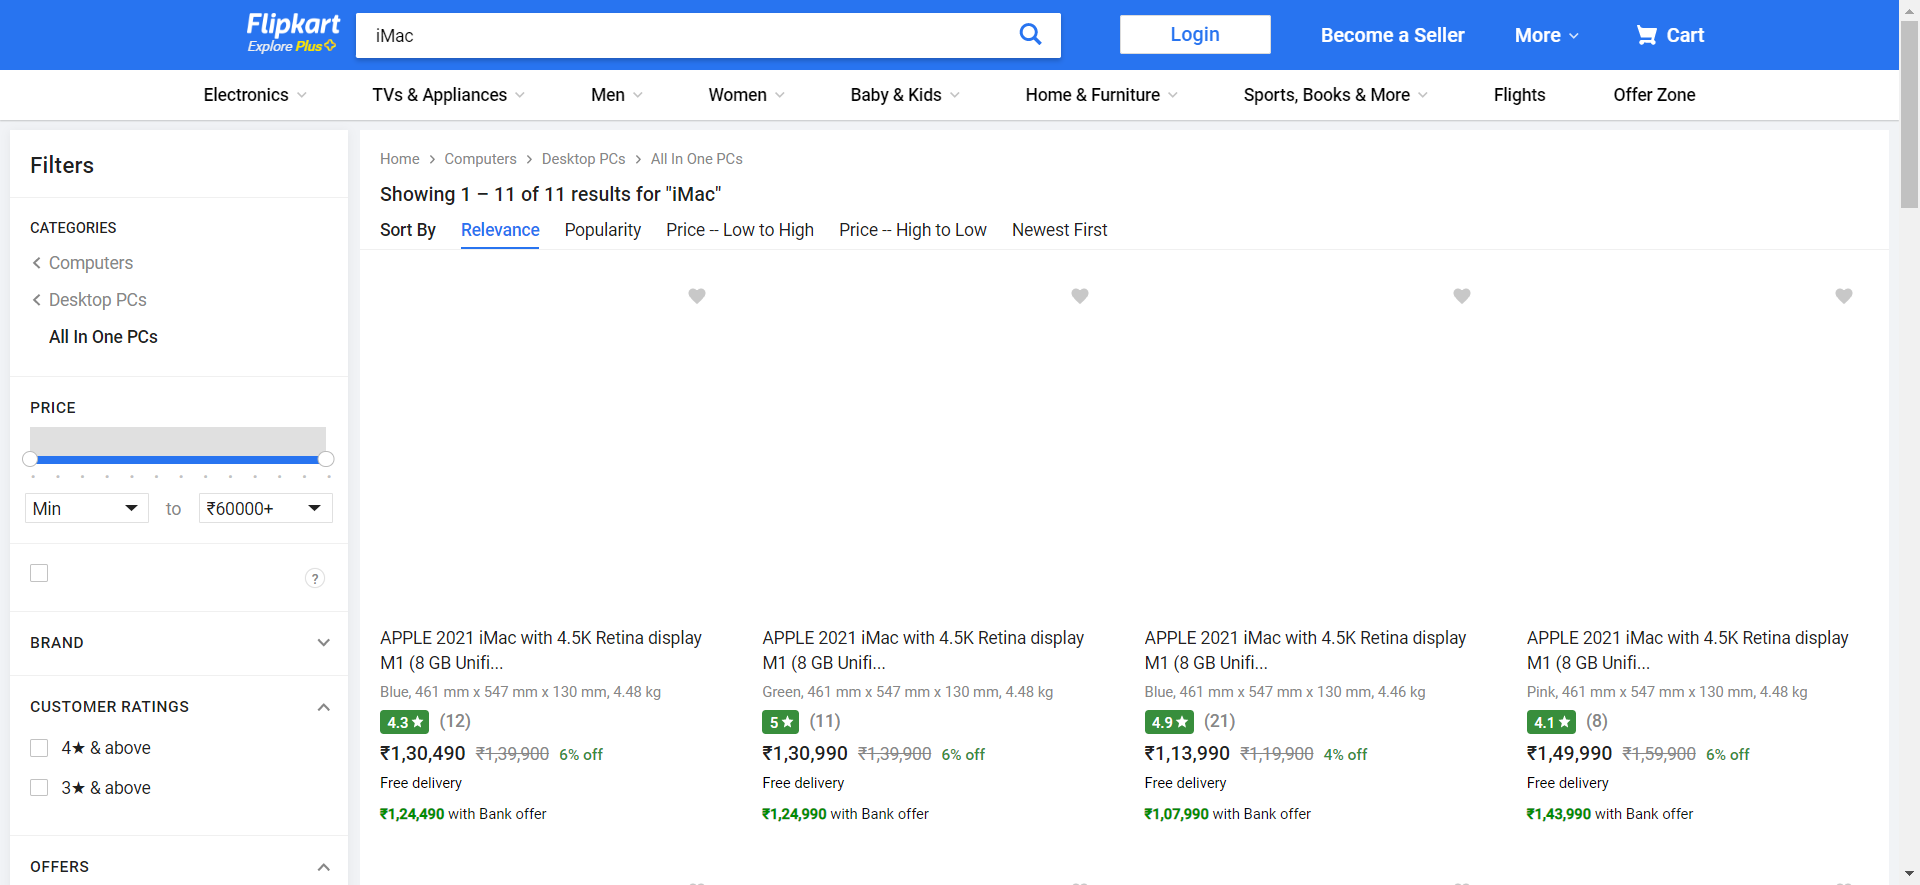 Flipkart
Explore Plus
iMac
Login
Become a Seller
More
Cart
Electronics
TVs & Appliances
Men
Women
Baby & Kids
Home & Furniture
Sports, Books & More
Flights
Offer Zone
Filters
CATEGORIES
Computers
Desktop PCs
All In One PCs
PRICE
Min
to
₹60000+
?
BRAND
CUSTOMER RATINGS
4★ & above
3★ & above
OFFERS
Home > Computers > Desktop PCs > All In One PCs
Showing 1 – 11 of 11 results for "iMac"
Sort By Relevance Popularity Price -- Low to High Price -- High to Low Newest First
APPLE 2021 iMac with 4.5K Retina display
M1 (8 GB Unifi...
Blue, 461 mm x 547 mm x 130 mm, 4.48 kg
4.3★ (12)
₹1,30,490 ₹1,39,900 6% off
Free delivery
₹1,24,490 with Bank offer
APPLE 2021 iMac with 4.5K Retina display
M1 (8 GB Unifi...
Green, 461 mm x 547 mm x 130 mm, 4.48 kg
5★ (11)
₹1,30,990 ₹1,39,900 6% off
Free delivery
₹1,24,990 with Bank offer
APPLE 2021 iMac with 4.5K Retina display
M1 (8 GB Unifi...
Blue, 461 mm x 547 mm x 130 mm, 4.46 kg
4.9★ (21)
₹1,13,990 ₹1,19,900 4% off
Free delivery
₹1,07,990 with Bank offer
APPLE 2021 iMac with 4.5K Retina display
M1 (8 GB Unifi...
Pink, 461 mm x 547 mm x 130 mm, 4.48 kg
4.1★ (8)
₹1,49,990 ₹1,59,900 6% off
Free delivery
₹1,43,990 with Bank offer